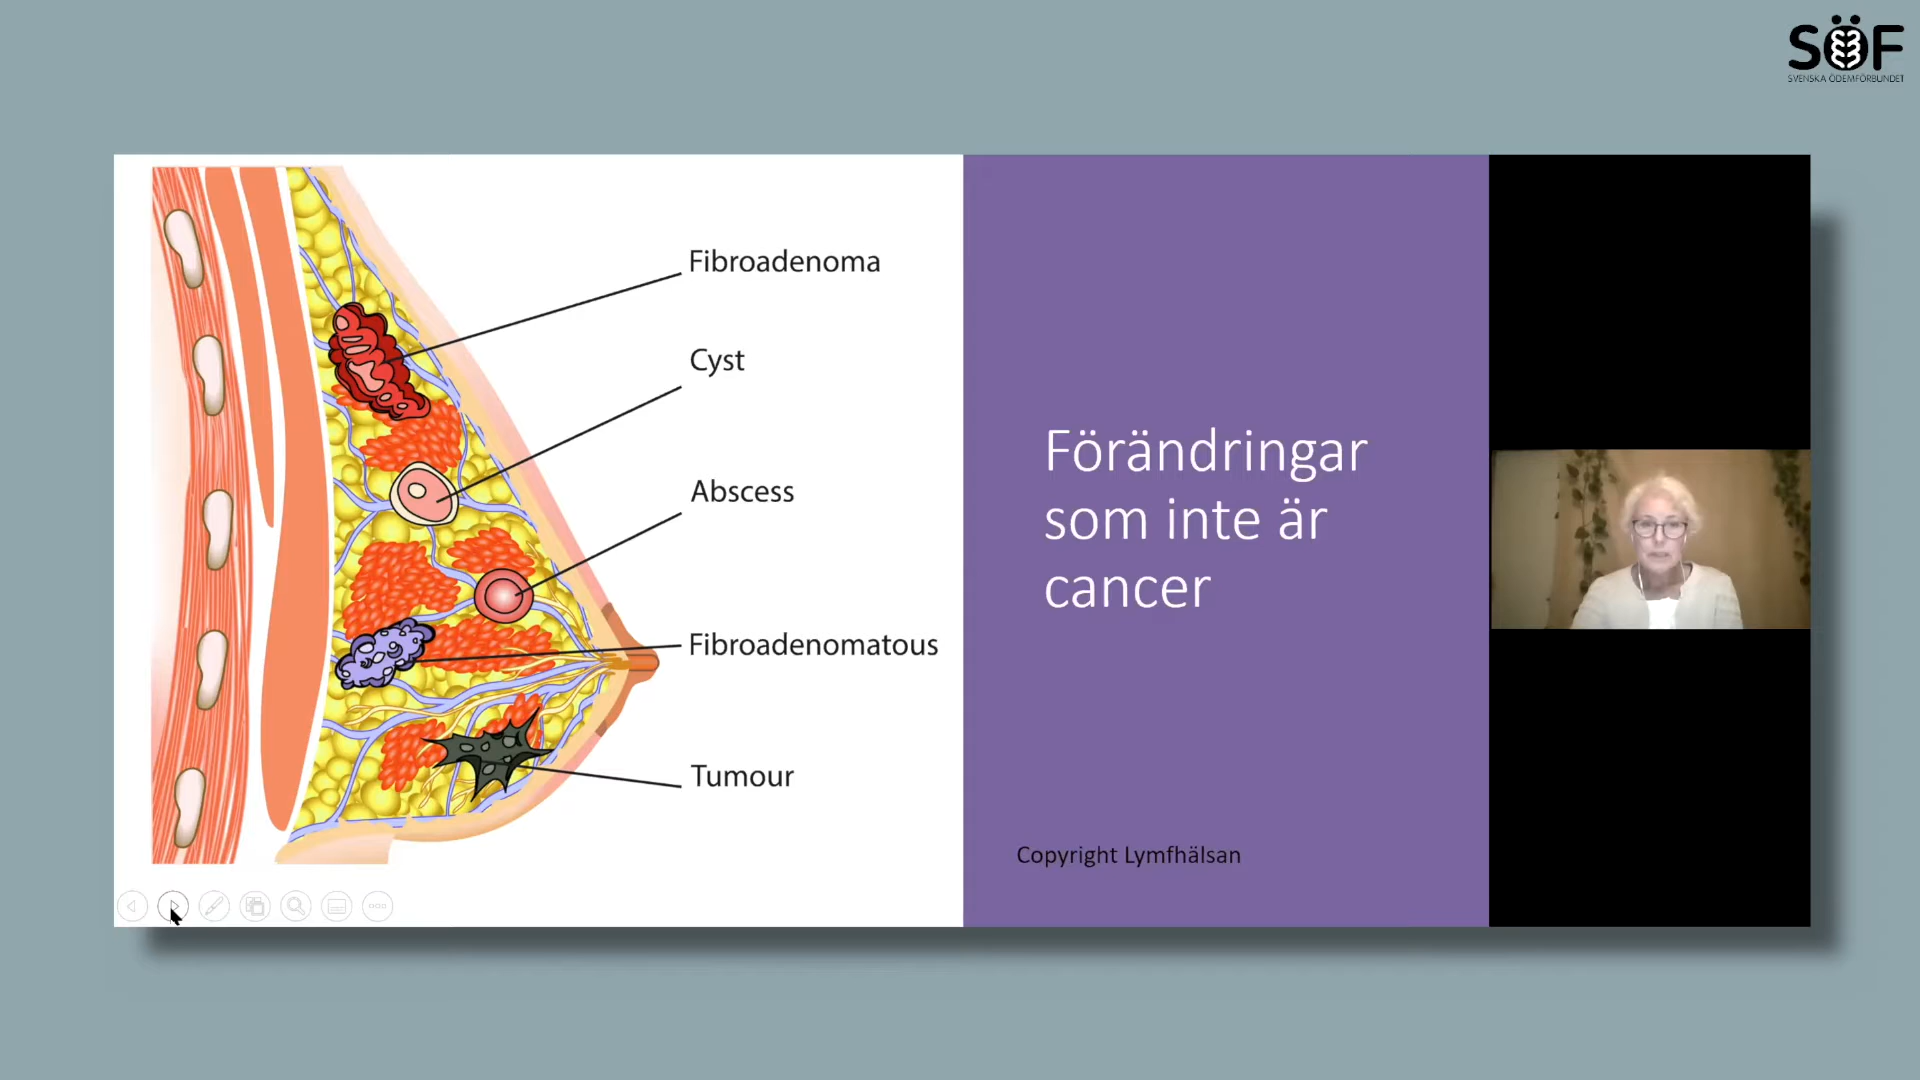 SÖF
SVENSKA ÖDEMFÖRBUNDET
Fibroadenoma
Cyst
Abscess
Fibroadenomatous
Tumour
Förändringar
som inte är
cancer
Copyright Lymfhälsan